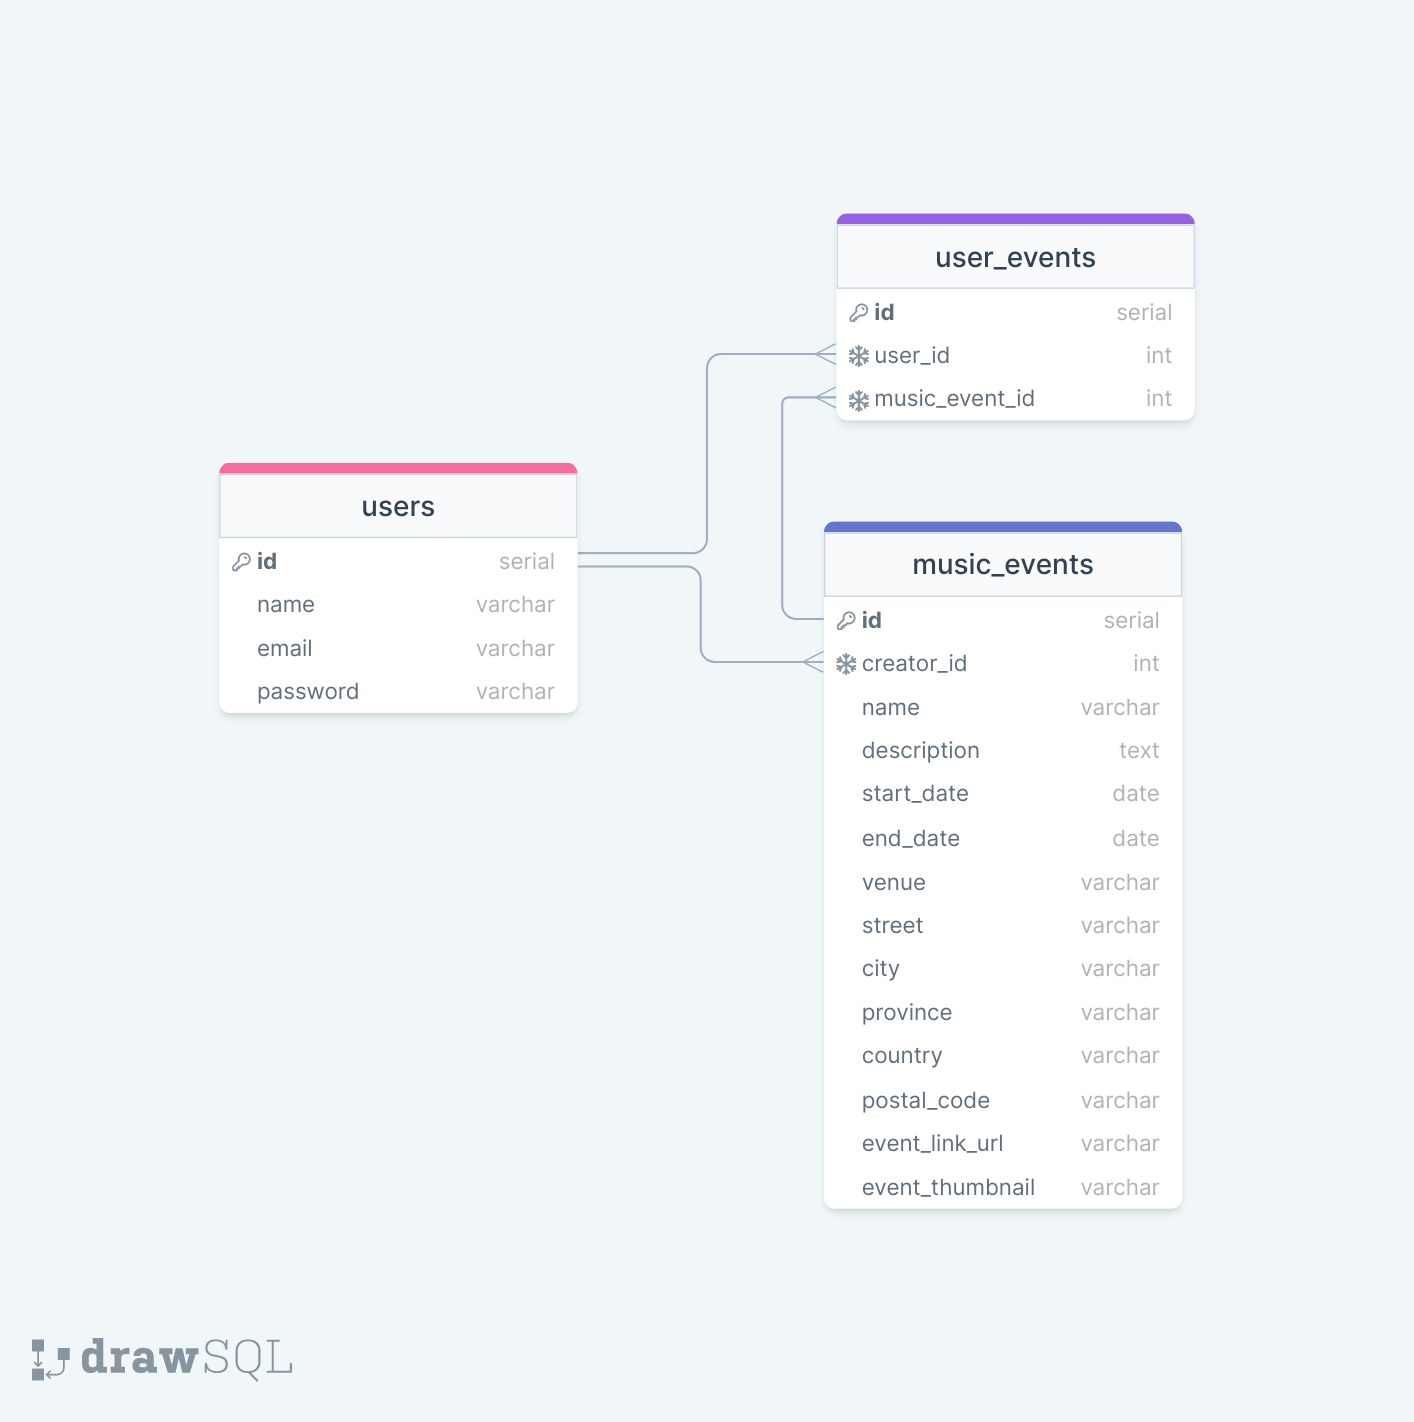 user_events
id serial
user_id int
music_event_id int
users
id serial
name varchar
email varchar
password varchar
music_events
id serial
creator_id int
name varchar
description text
start_date date
end_date date
venue varchar
street varchar
city varchar
province varchar
country varchar
postal_code varchar
event_link_url varchar
event_thumbnail varchar
drawSQL